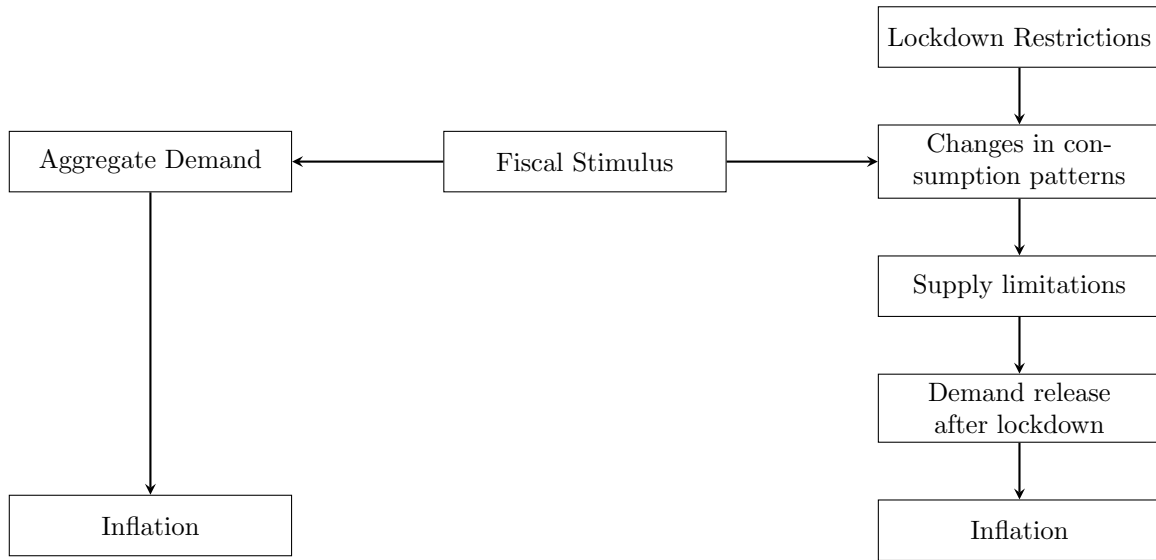 Lockdown Restrictions
Aggregate Demand
Fiscal Stimulus
Changes in con-
sumption patterns
Supply limitations
Demand release
after lockdown
Inflation
Inflation